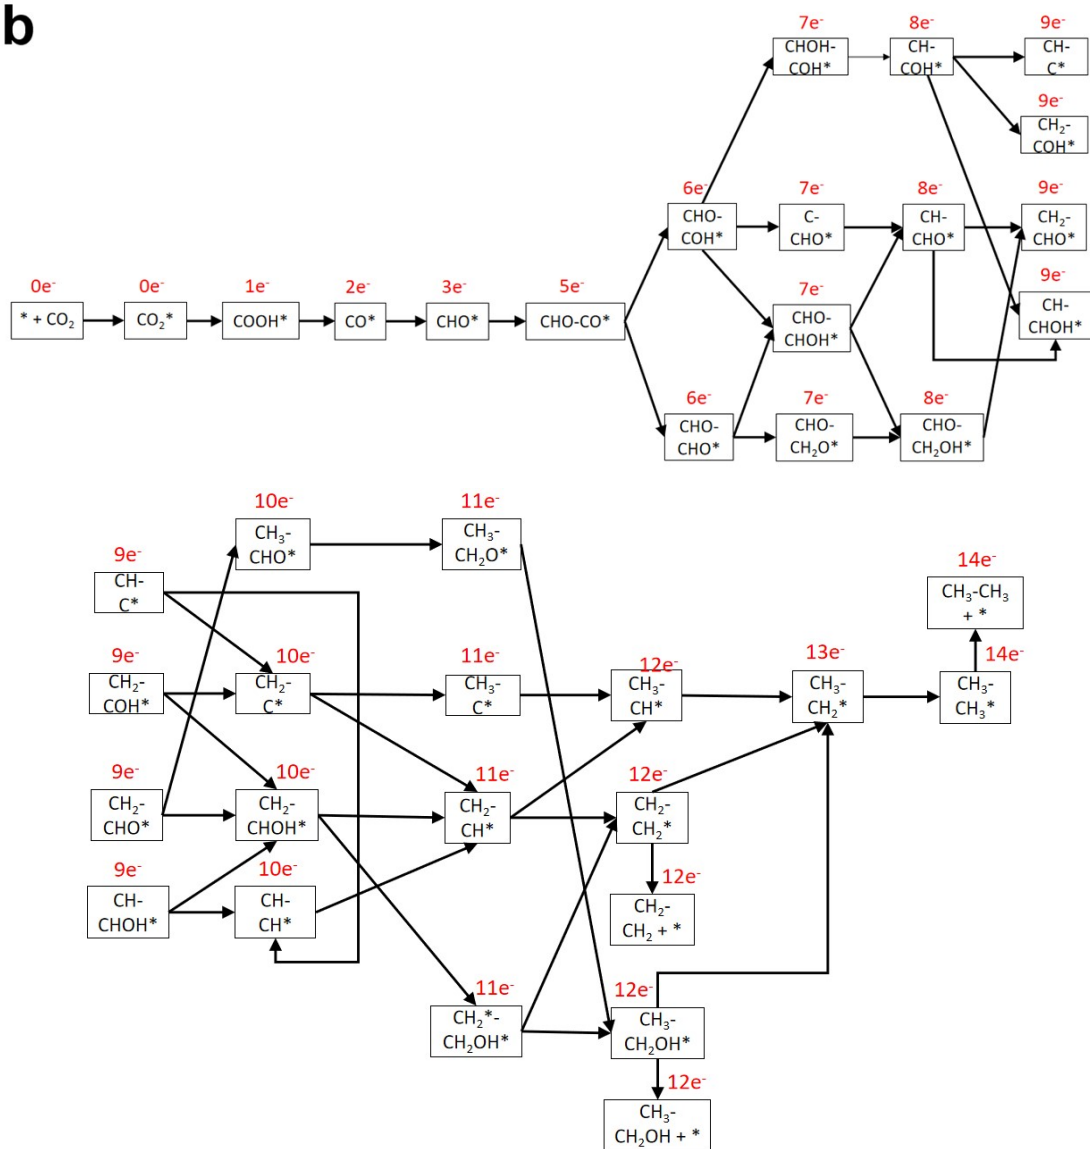 b
7e⁻
CHOH-
COH*
8e⁻
CH-
COH*
9e⁻
CH-
C*
9e⁻
CH₂-
COH*
6e⁻
CHO-
COH*
7e⁻
C-
CHO*
8e⁻
CH-
CHO*
9e⁻
CH₂-
CHO*
0e⁻
* + CO₂
0e⁻
CO₂*
1e⁻
COOH*
2e⁻
CO*
3e⁻
CHO*
5e⁻
CHO-CO*
7e⁻
CHO-
CHOH*
9e⁻
CH-
CHOH*
6e⁻
CHO-
CHO*
7e⁻
CHO-
CH₂O*
8e⁻
CHO-
CH₂OH*
10e⁻
CH₃-
CHO*
11e⁻
CH₃-
CH₂O*
9e⁻
CH-
C*
14e⁻
CH₃-CH₃
+ *
9e⁻
CH₂-
COH*
10e⁻
CH₂-
C*
11e⁻
CH₃-
C*
12e⁻
CH₃-
CH*
13e⁻
CH₃-
CH₂*
14e⁻
CH₃-
CH₃*
9e⁻
CH₂-
CHO*
10e⁻
CH₂-
CHOH*
11e⁻
CH₂-
CH*
12e⁻
CH₂-
CH₂*
9e⁻
CH-
CHOH*
10e⁻
CH-
CH*
12e⁻
CH₂-
CH₂ + *
11e⁻
CH₂*-
CH₂OH*
12e⁻
CH₃-
CH₂OH*
12e⁻
CH₃-
CH₂OH + *